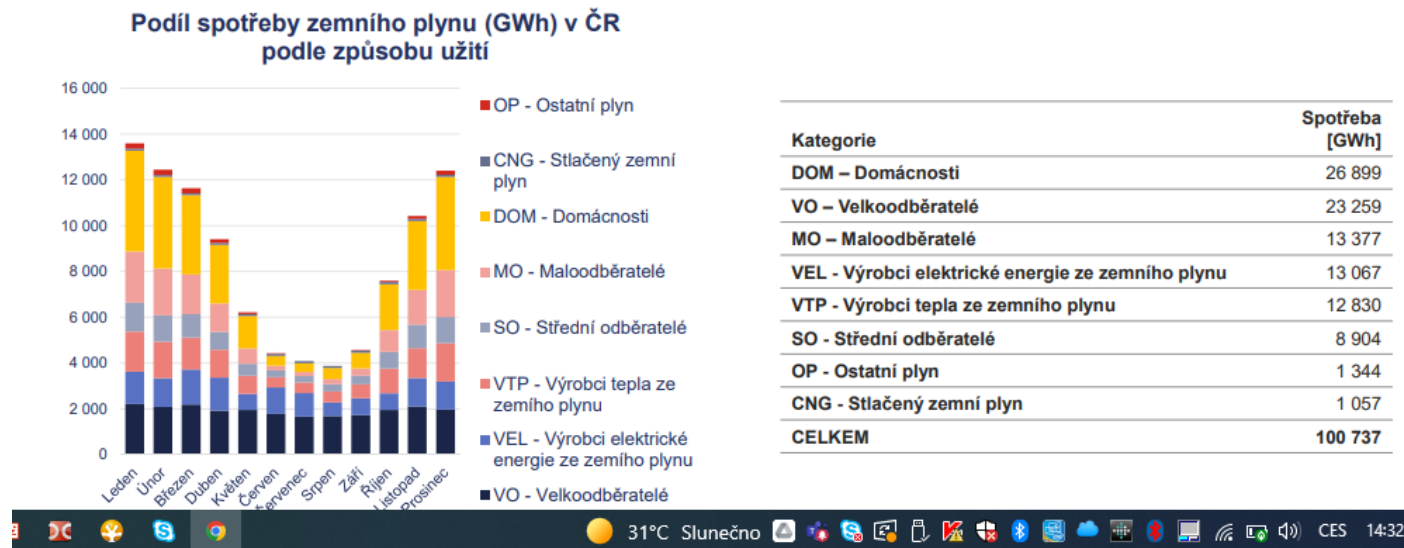 Podíl spotřeby zemního plynu (GWh) v ČR
podle způsobu užití
16 000
14 000
12 000
10 000
8 000
6 000
4 000
2 000
0
Leden
Únor
Březen
Duben
Květen
Červen
Červenec
Srpen
Září
Říjen
Listopad
Prosinec
OP - Ostatní plyn
CNG - Stlačený zemní
plyn
DOM - Domácnosti
MO - Maloodběratelé
SO - Střední odběratelé
VTP - Výrobci tepla ze
zemího plynu
VEL - Výrobci elektrické
energie ze zemího plynu
VO - Velkoodběratelé
Spotřeba
Kategorie [GWh]
DOM – Domácnosti 26 899
VO – Velkoodběratelé 23 259
MO – Maloodběratelé 13 377
VEL - Výrobci elektrické energie ze zemního plynu 13 067
VTP - Výrobci tepla ze zemního plynu 12 830
SO - Střední odběratelé 8 904
OP - Ostatní plyn 1 344
CNG - Stlačený zemní plyn 1 057
CELKEM 100 737
31°C Slunečno CES 14:32